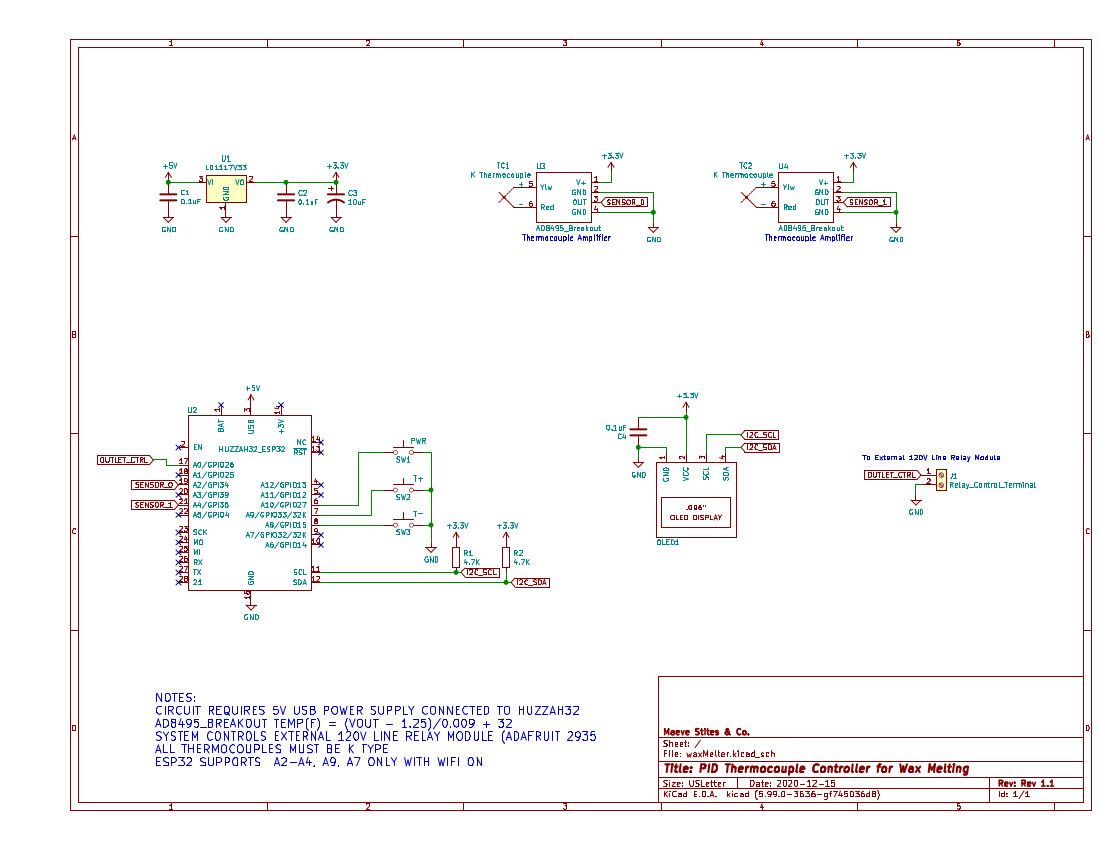 1 2 3 4 5
A A
B B
C C
D D
+5V
U1
LD1117V33
3 VI VO 2
GND
1
C1
0.1uF
GND
GND
C2
0.1uF
GND
+3.3V
C3
10uF
GND
TC1
K Thermocouple
U3
+ 5 Ylw
- 6 Red
V+ 1
GND 2
OUT 3
GND 4
+3.3V
SENSOR_0
AD8495_Breakout
Thermocouple Amplifier
GND
TC2
K Thermocouple
U4
+ 5 Ylw
- 6 Red
V+ 1
GND 2
OUT 3
GND 4
+3.3V
SENSOR_1
AD8495_Breakout
Thermocouple Amplifier
GND
+5V
U2
1 BAT
3 USB
14 +3V
HUZZAH32_ESP32
2 EN
17 A0/GPIO26
18 A1/GPIO25
19 A2/GPI34
20 A3/GPI39
21 A4/GPI36
22 A5/GPIO4
23 SCK
24 MO
25 MI
26 RX
27 TX
28 21
OUTLET_CTRL
SENSOR_0
SENSOR_1
NC 14
RST 13
A12/GPIO13 4
A11/GPIO12 5
A10/GPIO27 6
A9/GPIO33/32K 7
A8/GPIO15 8
A7/GPIO32/32K 9
A6/GPIO14 10
SCL 11
SDA 12
GND
16
GND
PWR
SW1
T+
SW2
T-
SW3
GND
+3.3V
R1
4.7K
+3.3V
R2
4.7K
I2C_SCL
I2C_SDA
+3.3V
0.1uF
C4
GND
I2C_SCL
I2C_SDA
1 2 3 4
GND VCC SCL SDA
.096"
OLED DISPLAY
OLED1
To External 120V Line Relay Module
OUTLET_CTRL
1
2
J1
Relay_Control_Terminal
GND
NOTES:
CIRCUIT REQUIRES 5V USB POWER SUPPLY CONNECTED TO HUZZAH32
AD8495_BREAKOUT TEMP(F) = (VOUT - 1.25)/0.009 + 32
SYSTEM CONTROLS EXTERNAL 120V LINE RELAY MODULE (ADAFRUIT 2935
ALL THERMOCOUPLES MUST BE K TYPE
ESP32 SUPPORTS A2-A4, A9, A7 ONLY WITH WIFI ON
Maeve Stites & Co.
Sheet: /
File: waxMelter.kicad_sch
Title: PID Thermocouple Controller for Wax Melting
Size: USLetter Date: 2020-12-15 Rev: Rev 1.1
KiCad E.D.A. kicad (5.99.0-3636-gf745036d8) Id: 1/1
1 2 3 4 5